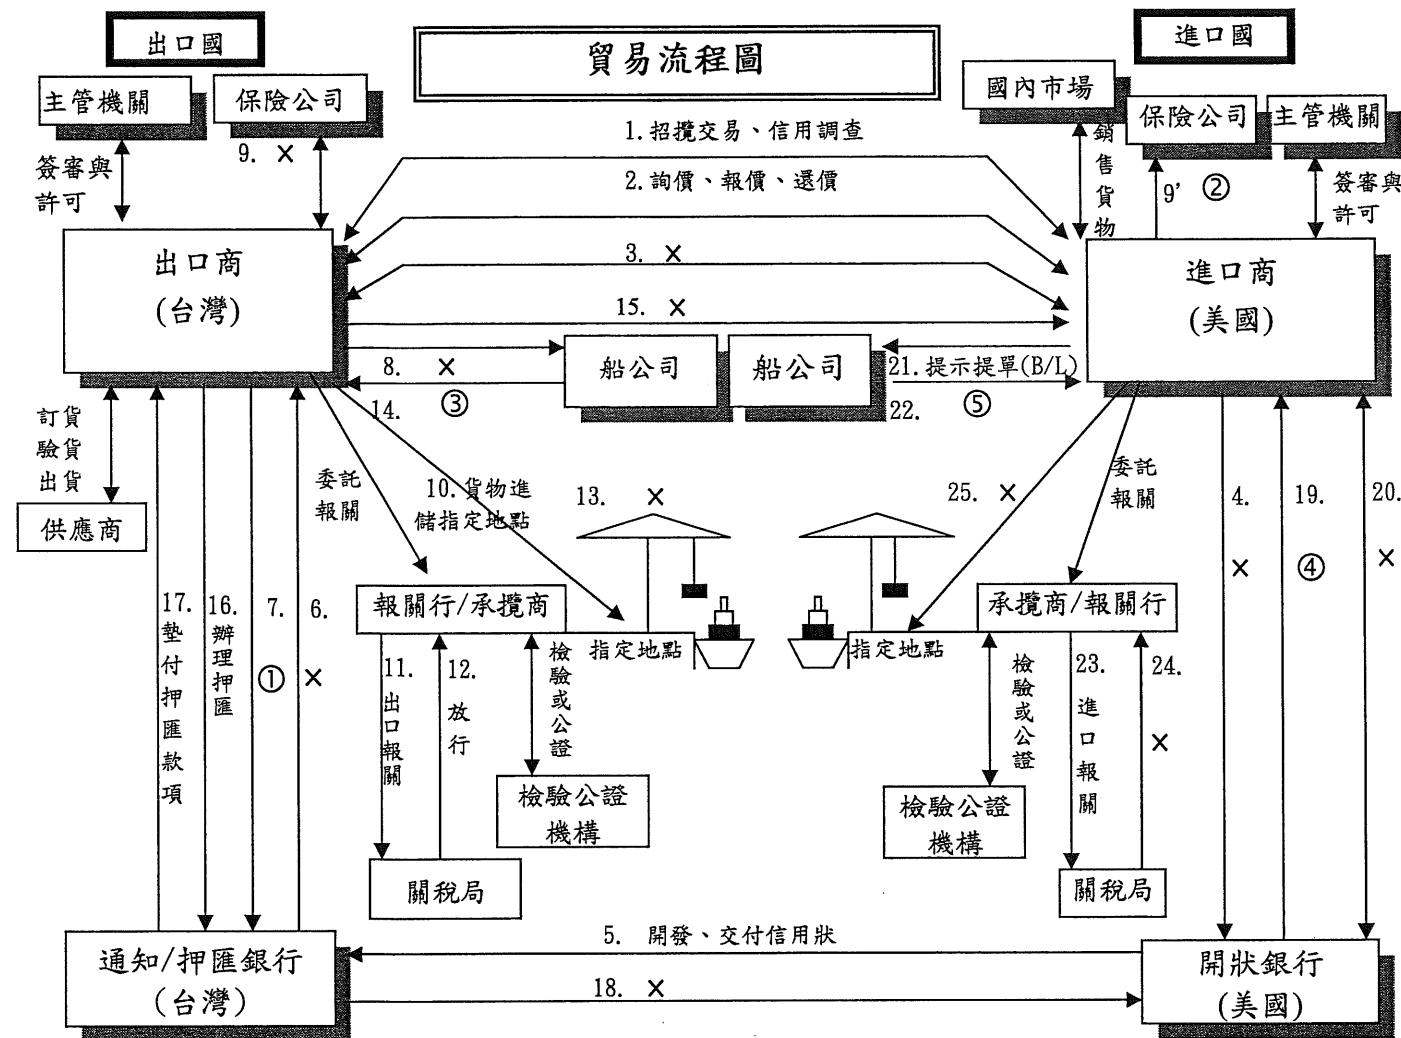 出口國
貿易流程圖
進口國
主管機關
保險公司
國內市場
保險公司
主管機關
簽審與
許可
9. ×
1.招攬交易、信用調查
2.詢價、報價、還價
銷售貨物
9’ ②
簽審與
許可
出口商
(台灣)
3. ×
15. ×
進口商
(美國)
8. ×
14. ③
船公司
船公司
21.提示提單(B/L)
22. ⑤
訂貨
驗貨
出貨
供應商
委託
報關
10.貨物進
儲指定地點
13. ×
25. ×
委託
報關
4. ×
19. ④
20. ×
17.墊付押匯款項
16.辦理押匯
7. ①
6. ×
報關行/承攬商
指定地點
指定地點
承攬商/報關行
11.出口報關
12.放行
檢驗或公證
檢驗或公證
23.進口報關
24. ×
檢驗公證
機構
檢驗公證
機構
關稅局
關稅局
通知/押匯銀行
(台灣)
5. 開發、交付信用狀
18. ×
開狀銀行
(美國)